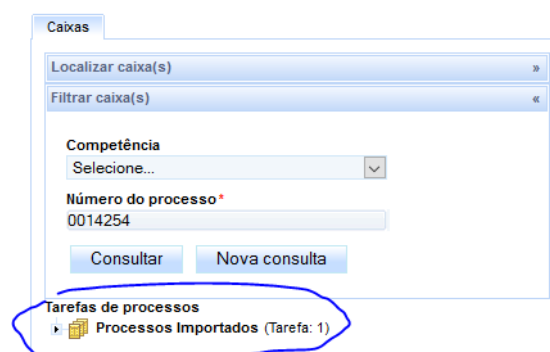 Caixas
Localizar caixa(s) »
Filtrar caixa(s) «
Competência
Selecione...
Número do processo*
0014254
Consultar Nova consulta
Tarefas de processos
Processos Importados (Tarefa: 1)